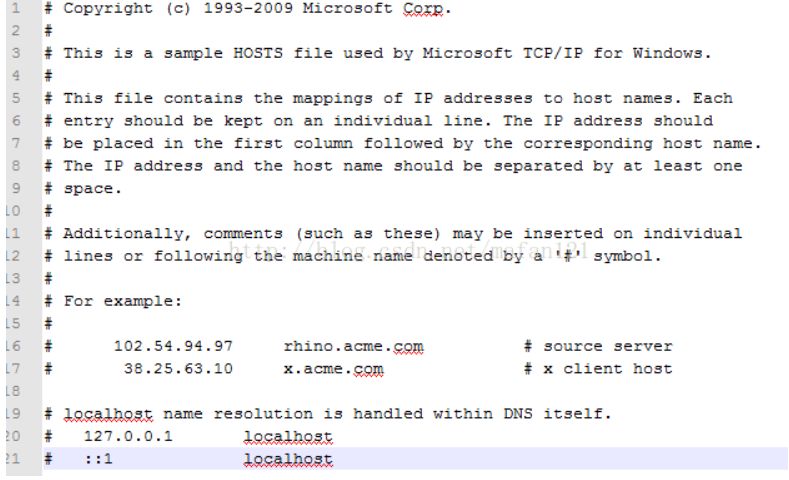 1 # Copyright (c) 1993-2009 Microsoft Corp.
2 #
3 # This is a sample HOSTS file used by Microsoft TCP/IP for Windows.
4 #
5 # This file contains the mappings of IP addresses to host names. Each
6 # entry should be kept on an individual line. The IP address should
7 # be placed in the first column followed by the corresponding host name.
8 # The IP address and the host name should be separated by at least one
9 # space.
10 #
11 # Additionally, comments (such as these) may be inserted on individual
http://blog.csdn.net/mafan121
12 # lines or following the machine name denoted by a '#' symbol.
13 #
14 # For example:
15 #
16 #      102.54.94.97     rhino.acme.com          # source server
17 #       38.25.63.10     x.acme.com              # x client host
18
19 # localhost name resolution is handled within DNS itself.
20 #   127.0.0.1       localhost
21 #   ::1             localhost